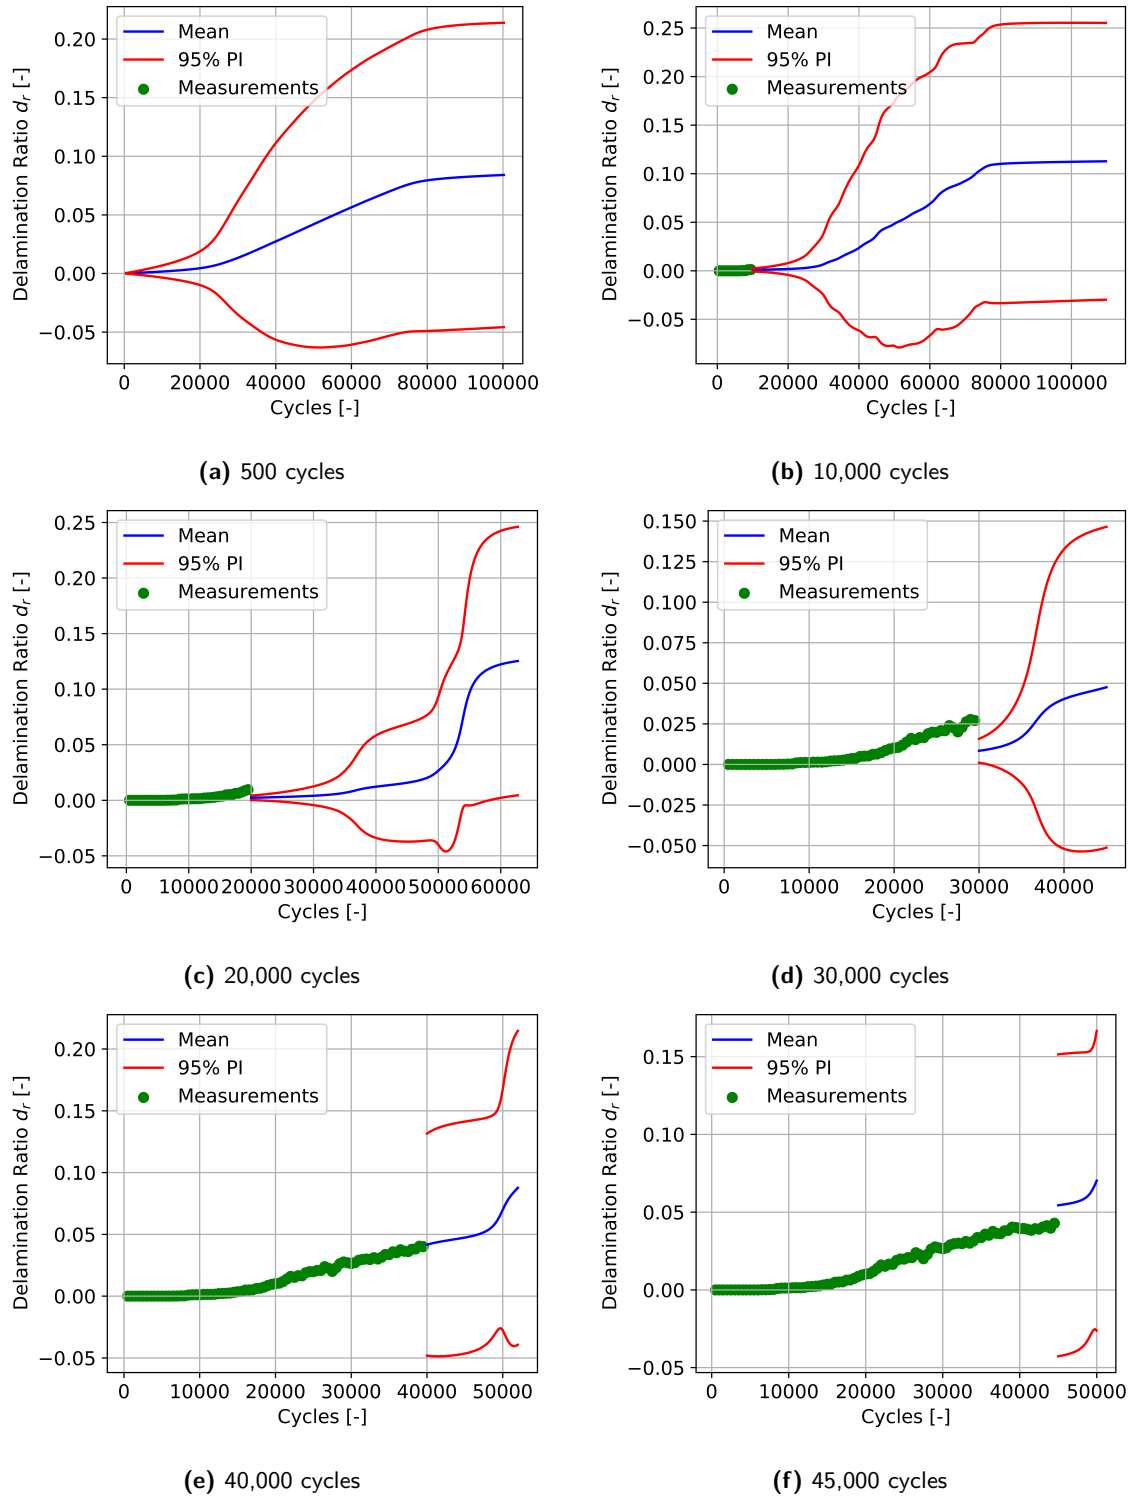 Delamination Ratio d_r [-]
0.20
0.15
0.10
0.05
0.00
−0.05
Mean
95% PI
Measurements
0 20000 40000 60000 80000 100000
Cycles [-]
(a) 500 cycles
Delamination Ratio d_r [-]
0.25
0.20
0.15
0.10
0.05
0.00
−0.05
Mean
95% PI
Measurements
0 20000 40000 60000 80000 100000
Cycles [-]
(b) 10,000 cycles
Delamination Ratio d_r [-]
0.25
0.20
0.15
0.10
0.05
0.00
−0.05
Mean
95% PI
Measurements
0 10000 20000 30000 40000 50000 60000
Cycles [-]
(c) 20,000 cycles
Delamination Ratio d_r [-]
0.150
0.125
0.100
0.075
0.050
0.025
0.000
−0.025
−0.050
Mean
95% PI
Measurements
0 10000 20000 30000 40000
Cycles [-]
(d) 30,000 cycles
Delamination Ratio d_r [-]
0.20
0.15
0.10
0.05
0.00
−0.05
Mean
95% PI
Measurements
0 10000 20000 30000 40000 50000
Cycles [-]
(e) 40,000 cycles
Delamination Ratio d_r [-]
0.15
0.10
0.05
0.00
−0.05
Mean
95% PI
Measurements
0 10000 20000 30000 40000 50000
Cycles [-]
(f) 45,000 cycles